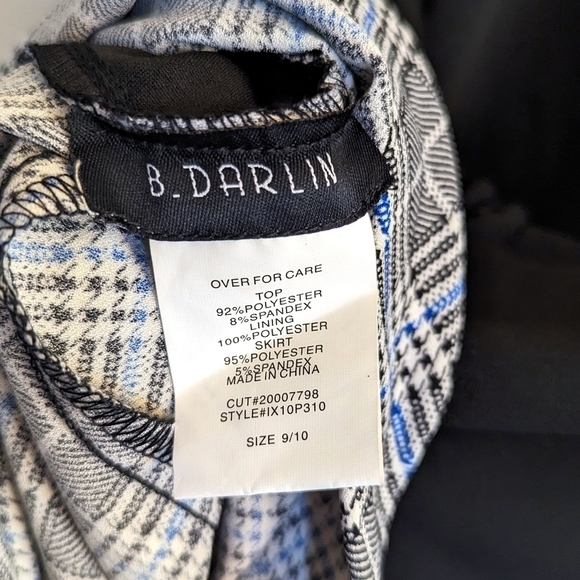 B.DARLIN
OVER FOR CARE
TOP
92%POLYESTER
8%SPANDEX
LINING
100%POLYESTER
SKIRT
95%POLYESTER
5%SPANDEX
MADE IN CHINA
CUT#20007798
STYLE#IX10P310
SIZE 9/10